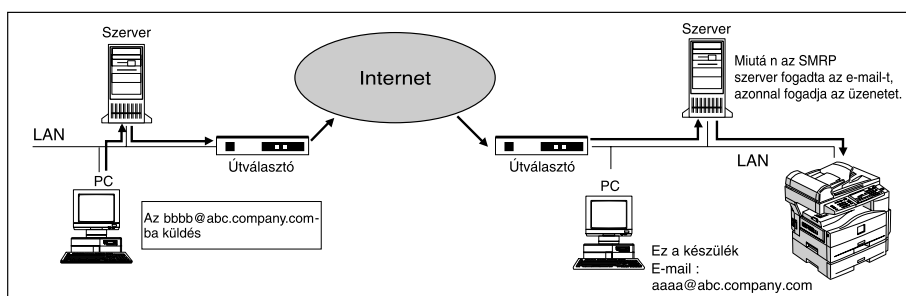 Szerver
LAN
PC
Az bbbb@abc.company.com-
ba küldés
Útválasztó
Internet
Útválasztó
Szerver
Miutá n az SMRP
szerver fogadta az e-mail-t,
azonnal fogadja az üzenetet.
LAN
PC
Ez a készülék
E-mail :
aaaa@abc.company.com